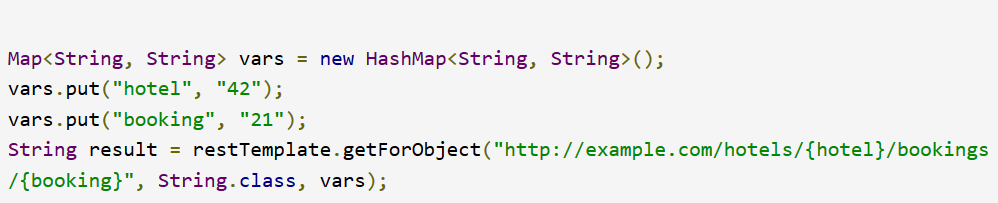 Map<String, String> vars = new HashMap<String, String>();
vars.put("hotel", "42");
vars.put("booking", "21");
String result = restTemplate.getForObject("http://example.com/hotels/{hotel}/bookings
/{booking}", String.class, vars);